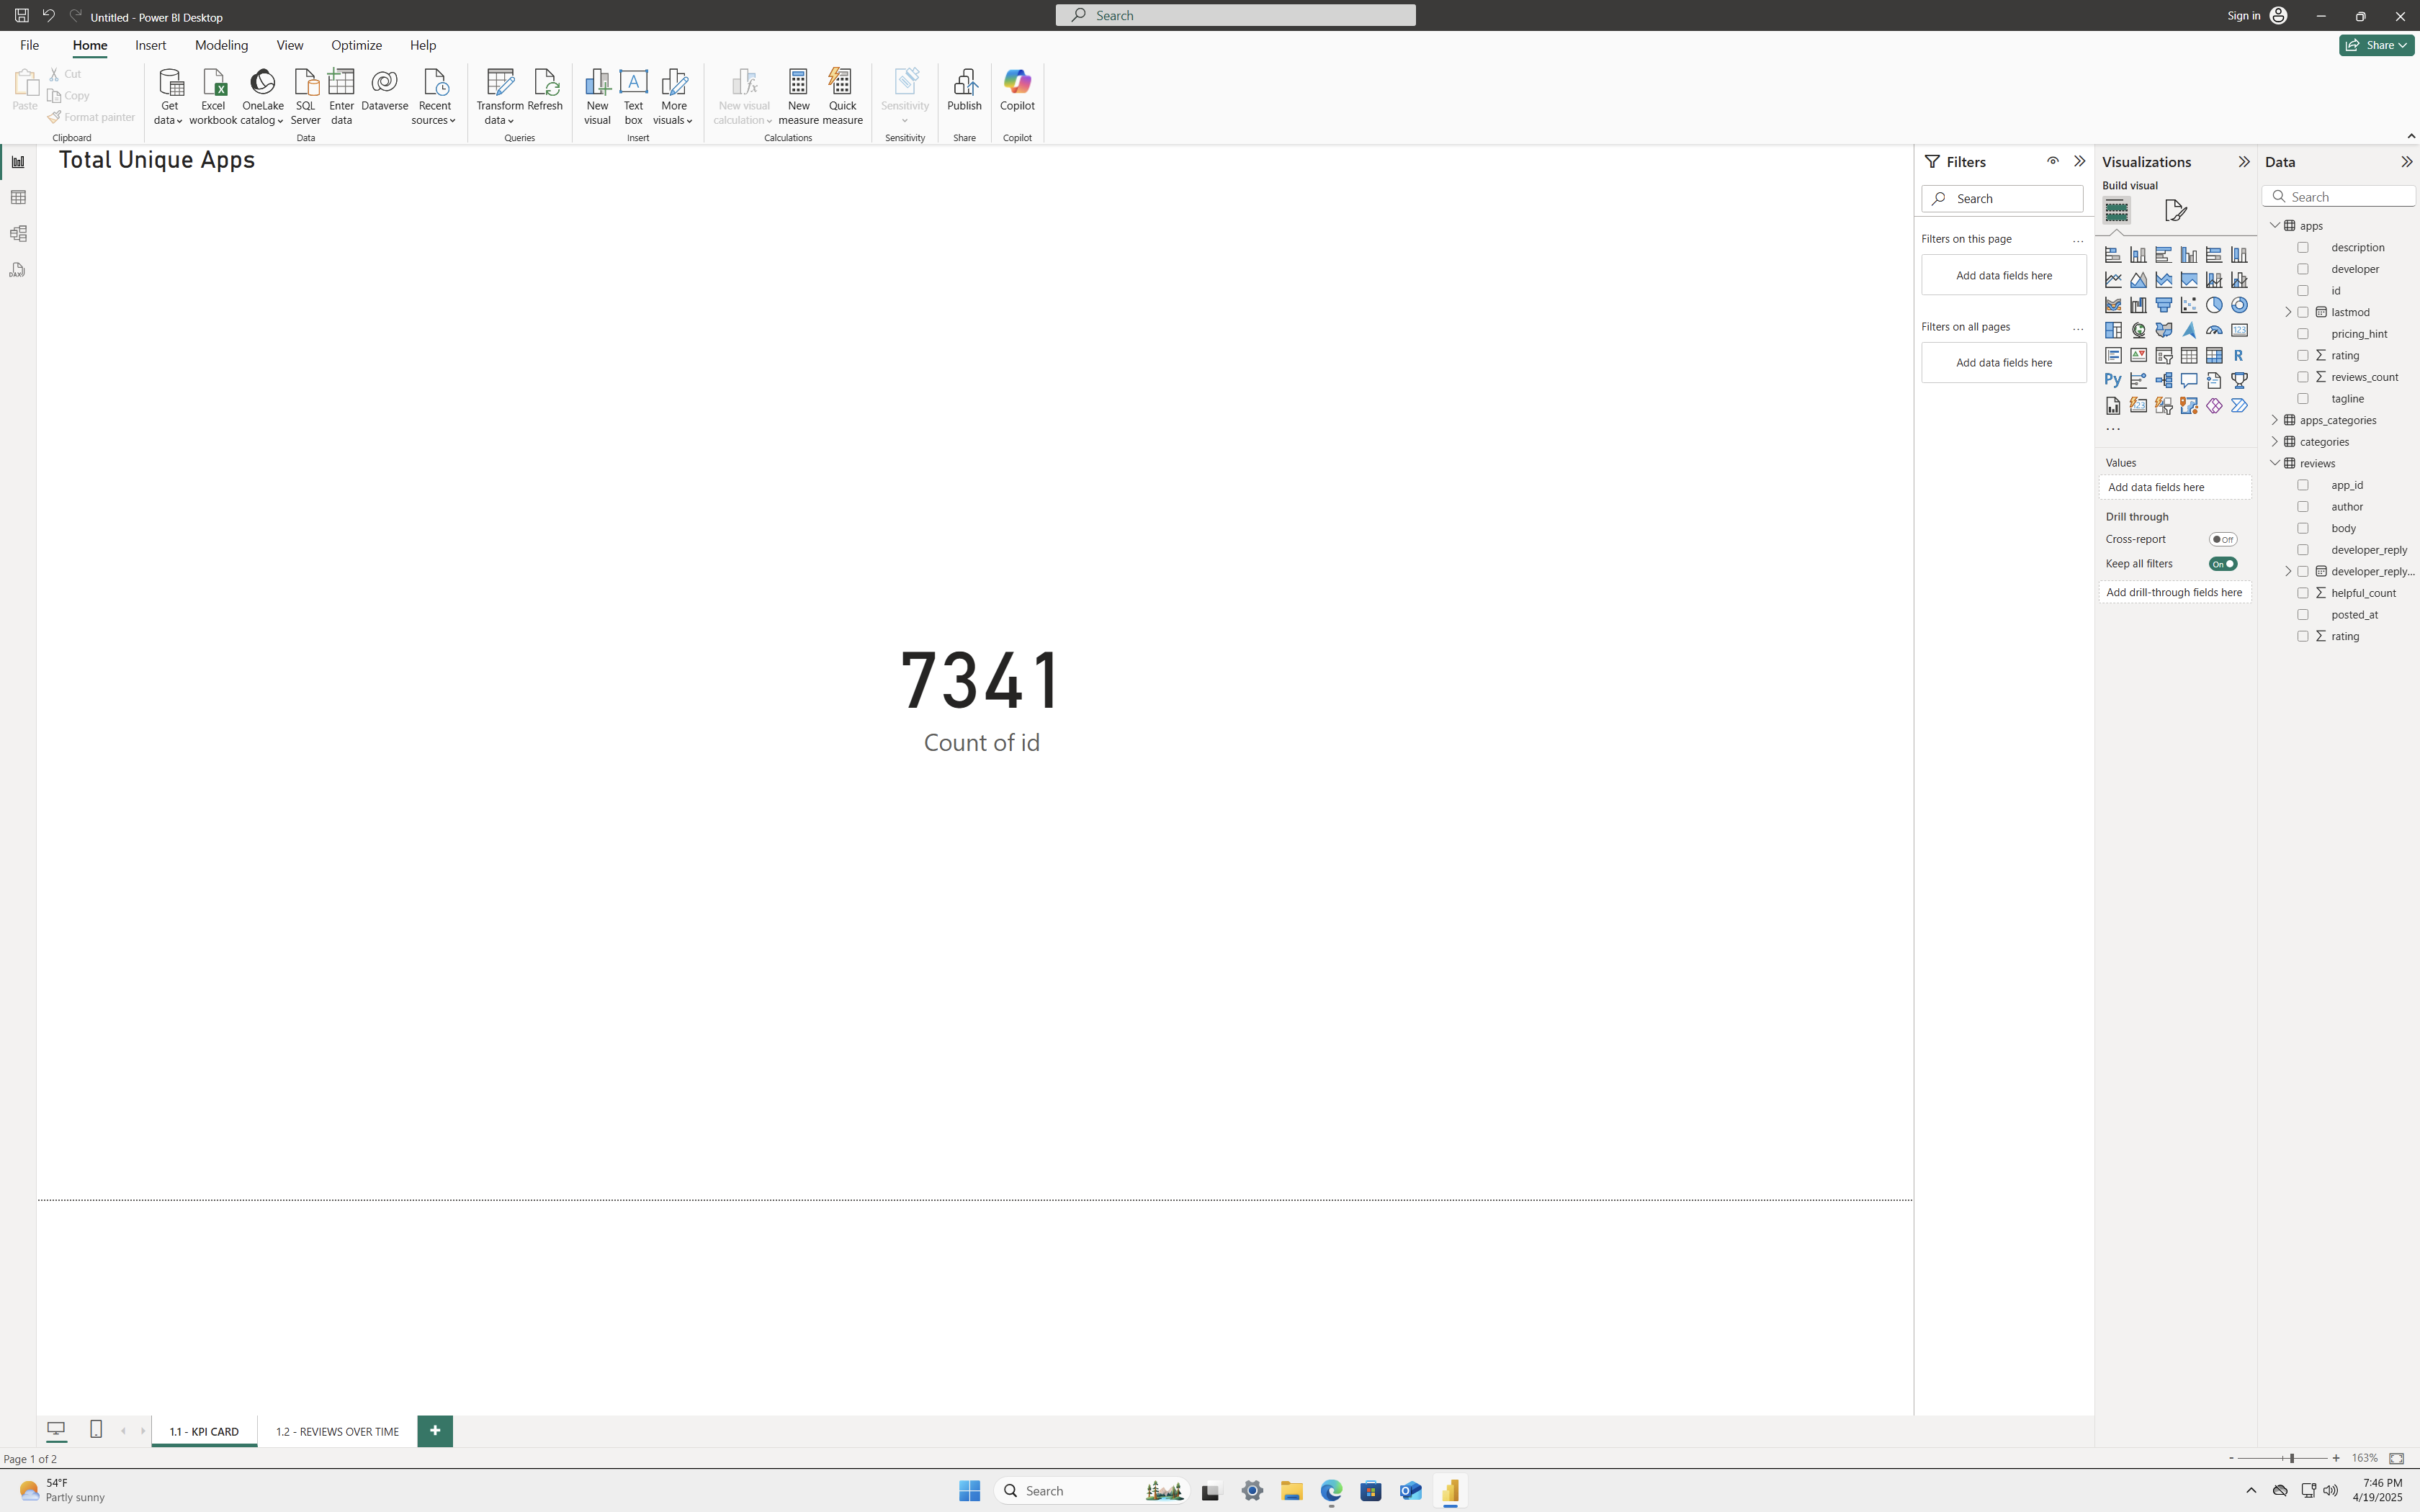 Untitled - Power BI Desktop
Search
Sign in
File Home Insert Modeling View Optimize Help
Share
Paste
Cut
Copy
Format painter
Clipboard
Get data
Excel workbook
OneLake catalog
SQL Server
Enter data
Dataverse
Recent sources
Data
Transform data
Refresh
Queries
New visual
Text box
More visuals
Insert
New visual calculation
New measure
Quick measure
Calculations
Sensitivity
Sensitivity
Publish
Share
Copilot
Copilot
Total Unique Apps
7341
Count of id
Filters
Search
Filters on this page
Add data fields here
Filters on all pages
Add data fields here
Visualizations
Build visual
R
Py
Values
Add data fields here
Drill through
Cross-report
Off
Keep all filters
On
Add drill-through fields here
Data
Search
apps
description
developer
id
lastmod
pricing_hint
rating
reviews_count
tagline
apps_categories
categories
reviews
app_id
author
body
developer_reply
developer_reply...
helpful_count
posted_at
rating
1.1 - KPI CARD
1.2 - REVIEWS OVER TIME
Page 1 of 2
- + 163%
54°F
Partly sunny
Search
7:46 PM
4/19/2025